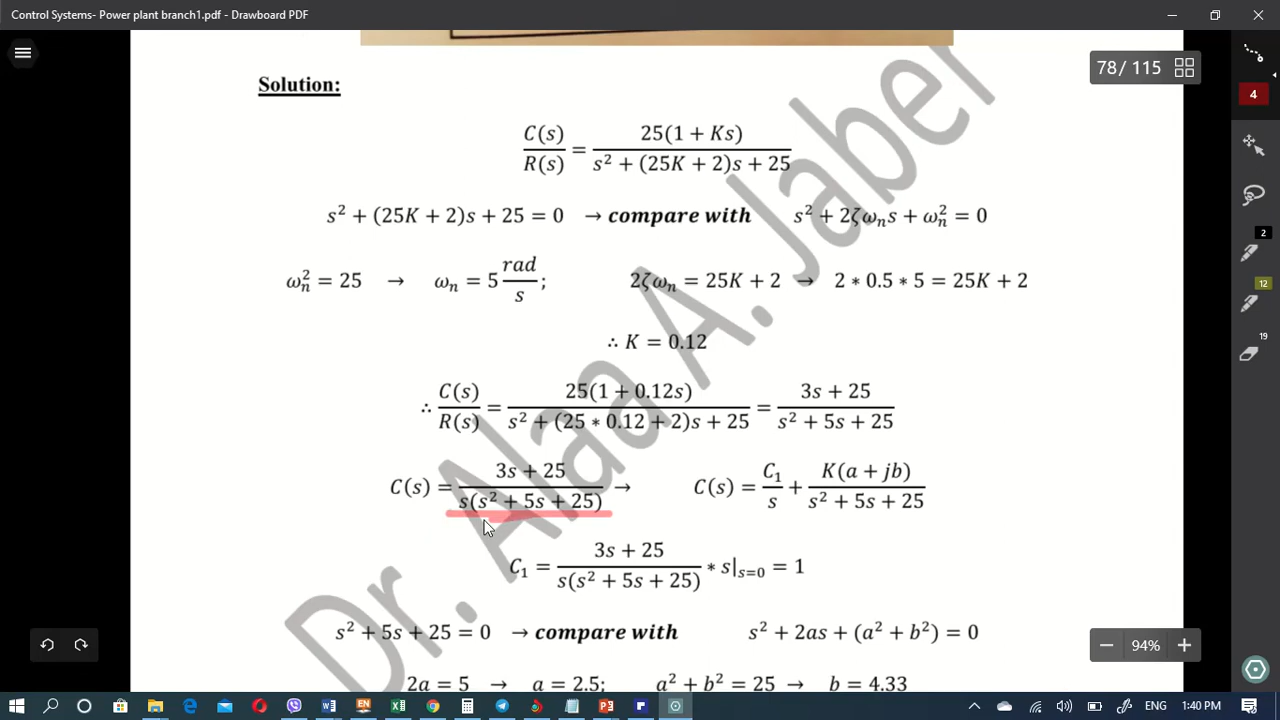 Control Systems- Power plant branch1.pdf - Drawboard PDF
78 / 115
4
Solution:
C(s)/R(s) = 25(1 + Ks)/(s² + (25K + 2)s + 25)
s² + (25K + 2)s + 25 = 0 → compare with s² + 2ζωₙs + ωₙ² = 0
2
ωₙ² = 25 → ωₙ = 5 rad/s; 2ζωₙ = 25K + 2 → 2 ∗ 0.5 ∗ 5 = 25K + 2
12
39
∴ K = 0.12
∴ C(s)/R(s) = 25(1 + 0.12s)/(s² + (25 ∗ 0.12 + 2)s + 25) = (3s + 25)/(s² + 5s + 25)
C(s) = (3s + 25)/(s(s² + 5s + 25)) → C(s) = C₁/s + K(a + jb)/(s² + 5s + 25)
C₁ = (3s + 25)/(s(s² + 5s + 25)) ∗ s|ₛ₌₀ = 1
s² + 5s + 25 = 0 → compare with s² + 2as + (a² + b²) = 0
2a = 5 → a = 2.5; a² + b² = 25 → b = 4.33
Dr. Alaa A. Jaber
94%
1:40 PM